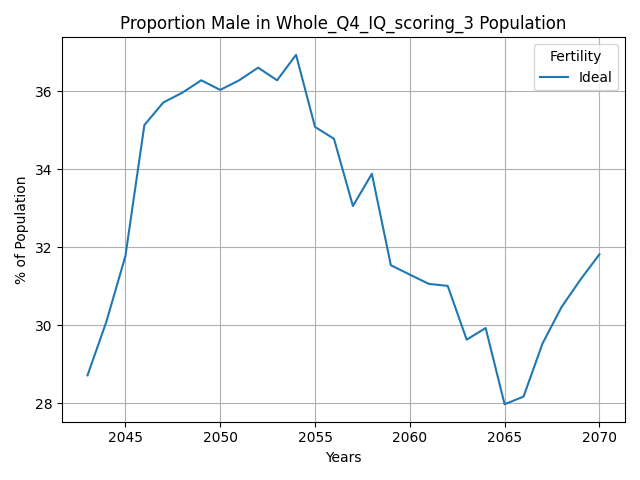 Proportion Male in Whole_Q4_IQ_scoring_3 Population
Fertility
Ideal
% of Population
36
34
32
30
28
2045 2050 2055 2060 2065 2070
Years